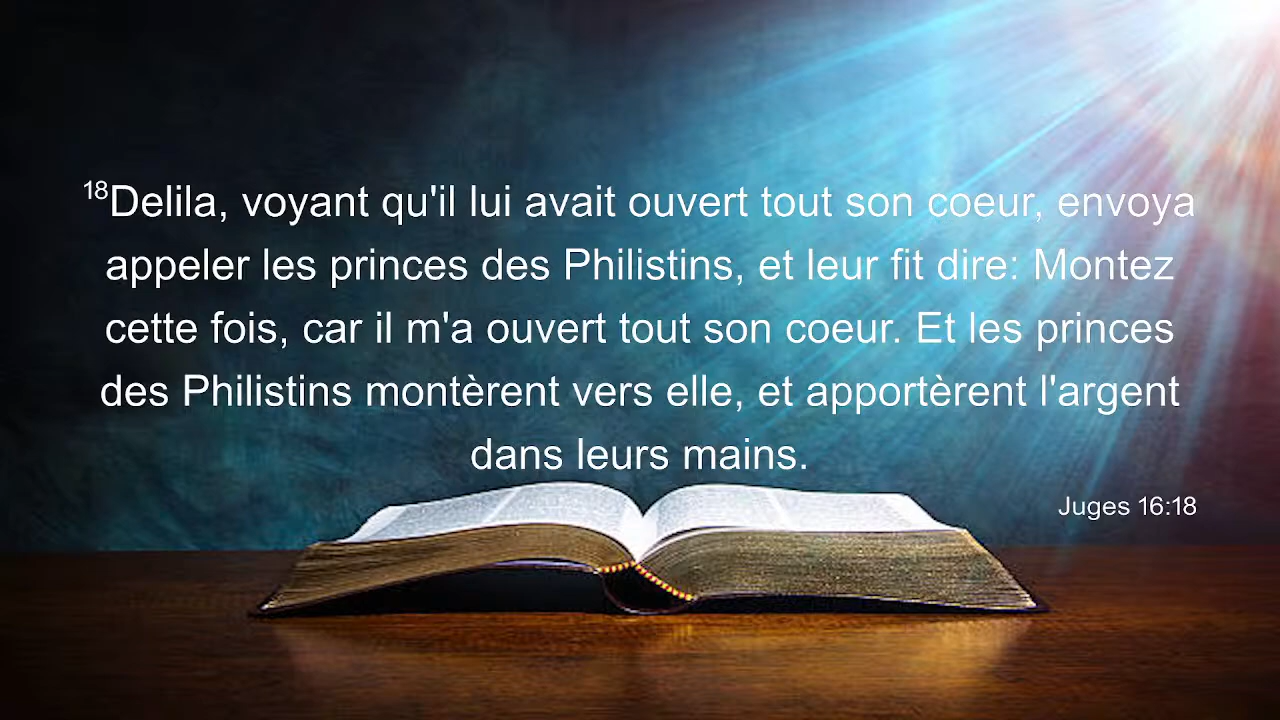 18Delila, voyant qu'il lui avait ouvert tout son coeur, envoya
appeler les princes des Philistins, et leur fit dire: Montez
cette fois, car il m'a ouvert tout son coeur. Et les princes
des Philistins montèrent vers elle, et apportèrent l'argent
dans leurs mains.
Juges 16:18